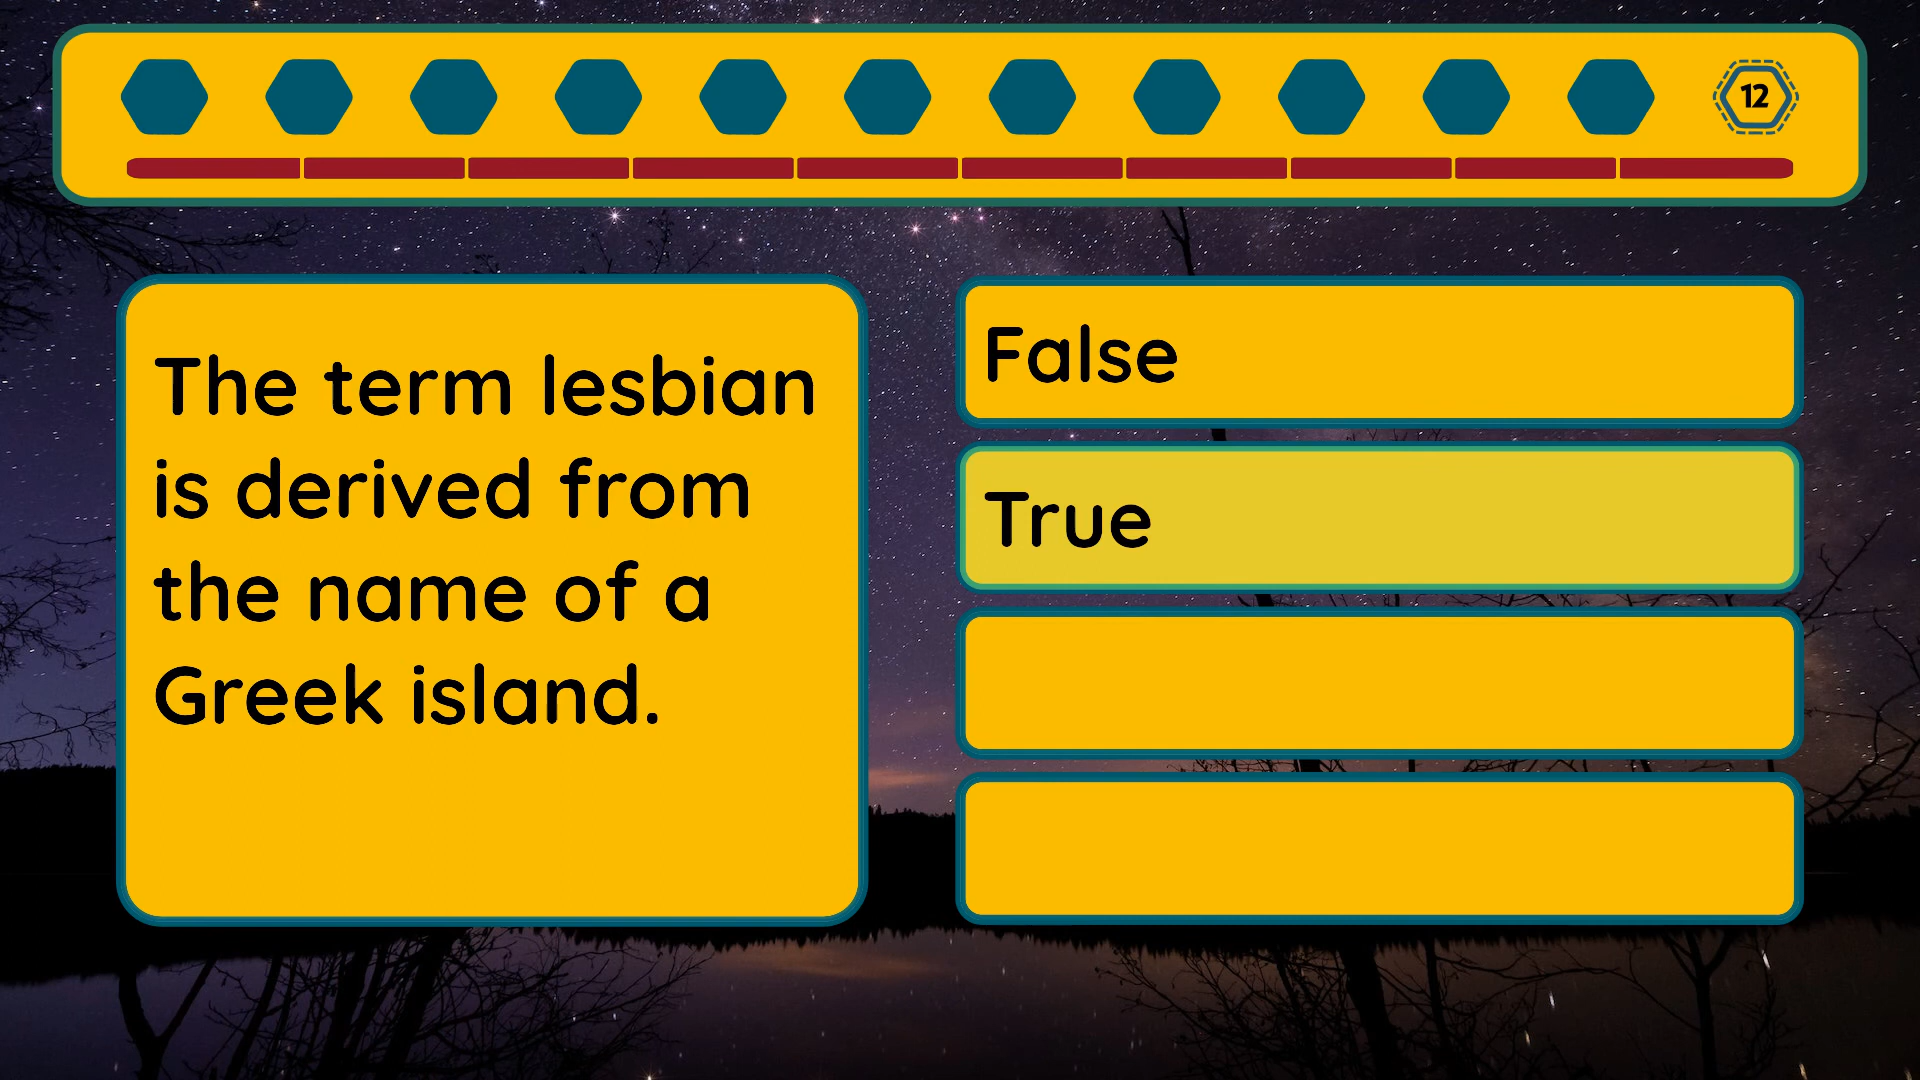 12
The term lesbian
is derived from
the name of a
Greek island.
False
True